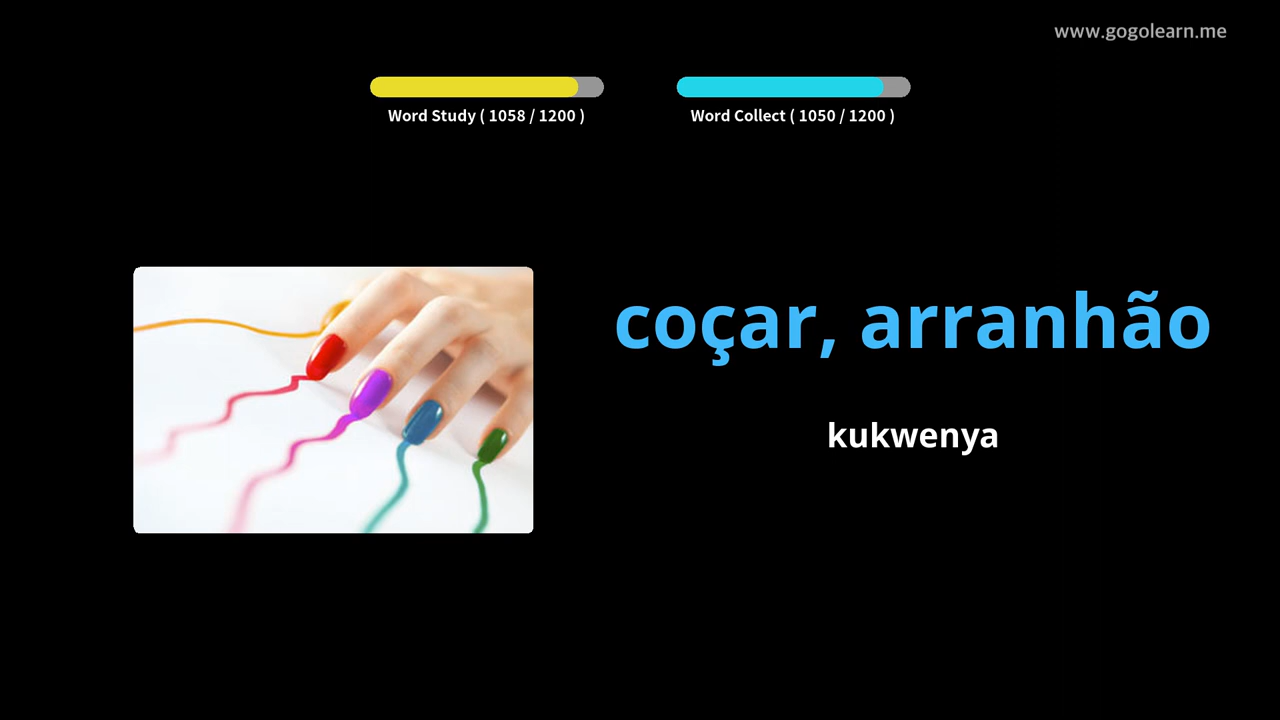 www.gogolearn.me
Word Study ( 1058 / 1200 )
Word Collect ( 1050 / 1200 )
coçar, arranhão
kukwenya